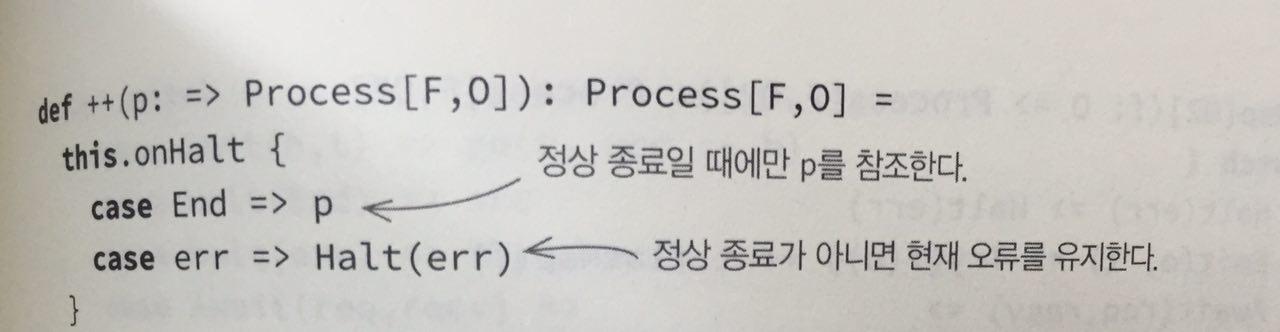 def ++(p: => Process[F,O]): Process[F,O] =
this.onHalt {
정상 종료일 때에만 p를 참조한다.
case End => p
case err => Halt(err)
정상 종료가 아니면 현재 오류를 유지한다.
}